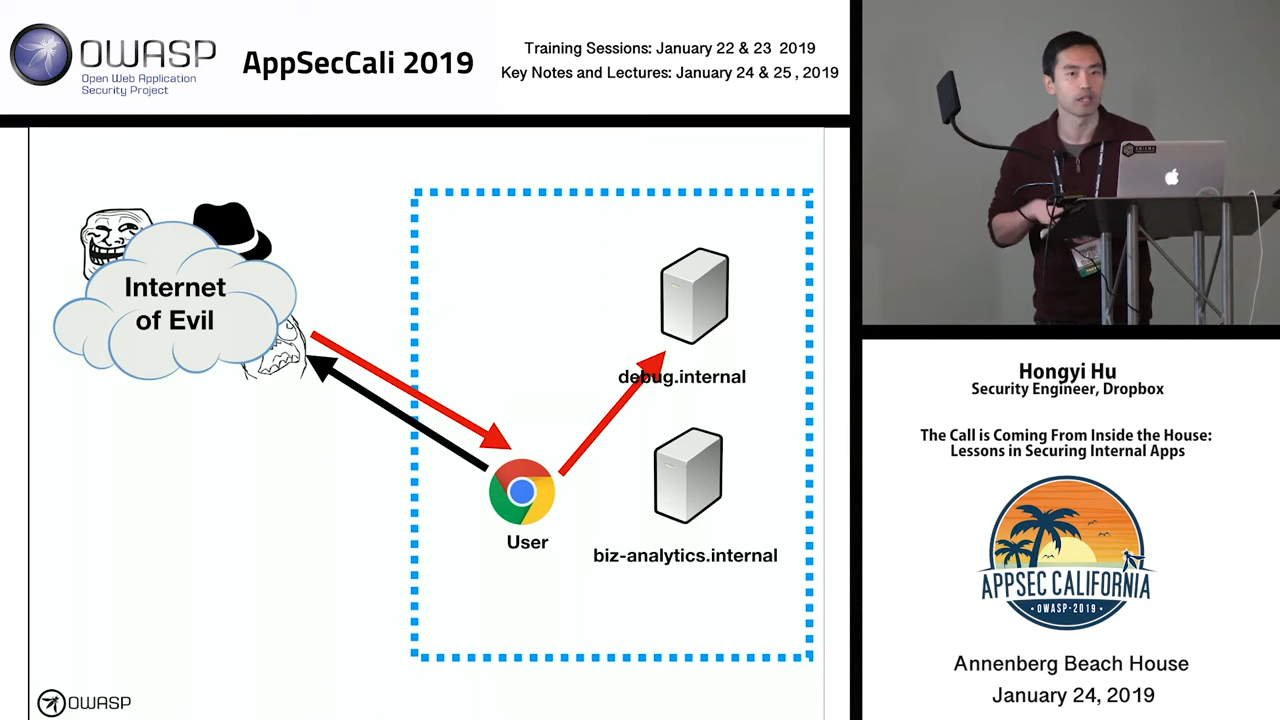 OWASP
Open Web Application
Security Project
AppSecCali 2019
Training Sessions: January 22 & 23 2019
Key Notes and Lectures: January 24 & 25 , 2019
Internet
of Evil
debug.internal
User
biz-analytics.internal
OWASP
Hongyi Hu
Security Engineer, Dropbox
The Call is Coming From Inside the House:
Lessons in Securing Internal Apps
APPSEC CALIFORNIA
OWASP-2019
Annenberg Beach House
January 24, 2019